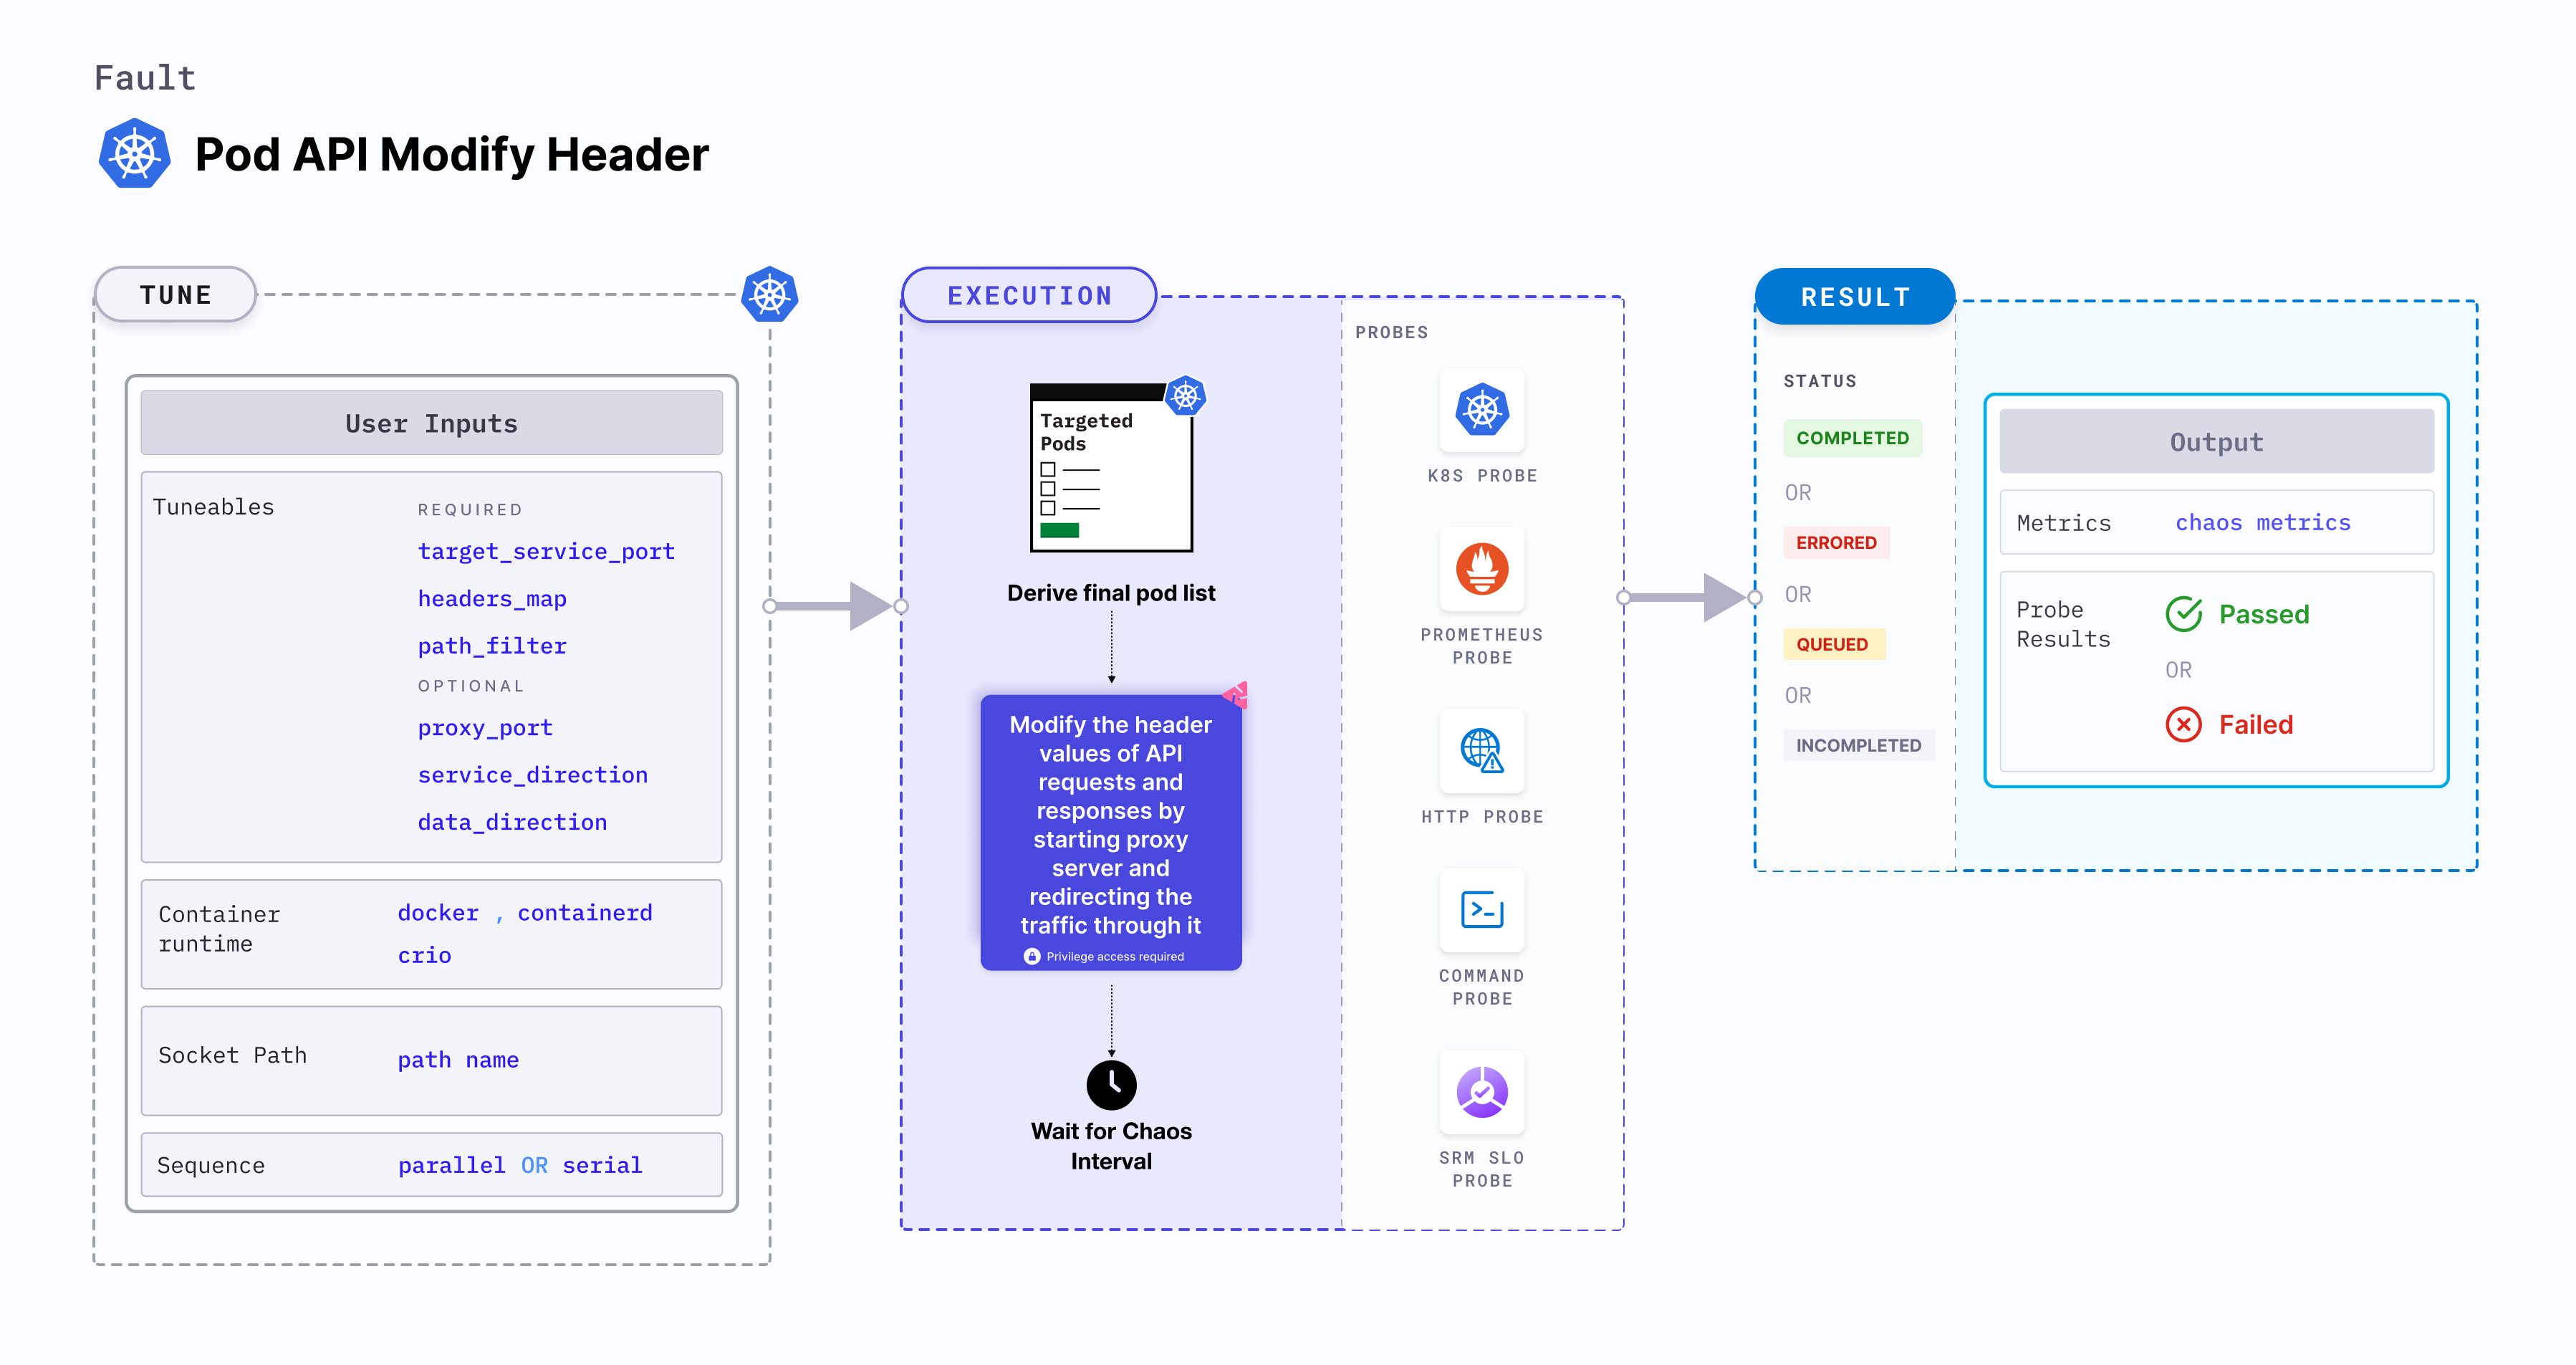 Fault
Pod API Modify Header
TUNE
User Inputs
Tuneables
REQUIRED
target_service_port
headers_map
path_filter
OPTIONAL
proxy_port
service_direction
data_direction
Container
runtime
docker , containerd
crio
Socket Path
path name
Sequence
parallel OR serial
EXECUTION
Targeted
Pods
Derive final pod list
Modify the header
values of API
requests and
responses by
starting proxy
server and
redirecting the
traffic through it
Privilege access required
Wait for Chaos
Interval
PROBES
K8S PROBE
PROMETHEUS
PROBE
HTTP PROBE
COMMAND
PROBE
SRM SLO
PROBE
RESULT
STATUS
COMPLETED
OR
ERRORED
OR
QUEUED
OR
INCOMPLETED
Output
Metrics
chaos metrics
Probe
Results
Passed
OR
Failed